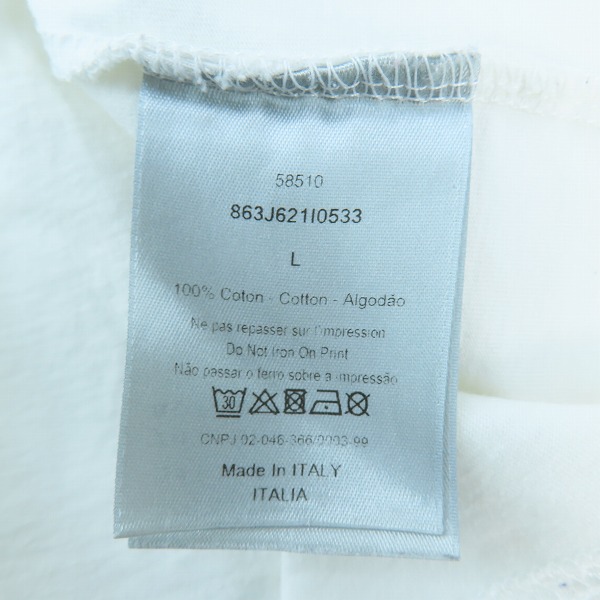 58510
863J621I0533
L
100% Coton - Cotton - Algodão
Ne pas repasser sur l'impression
Do Not Iron On Print
Não passar o ferro sobre a impressão
30
CNPJ 02-046-366/0003-99
Made In ITALY
ITALIA